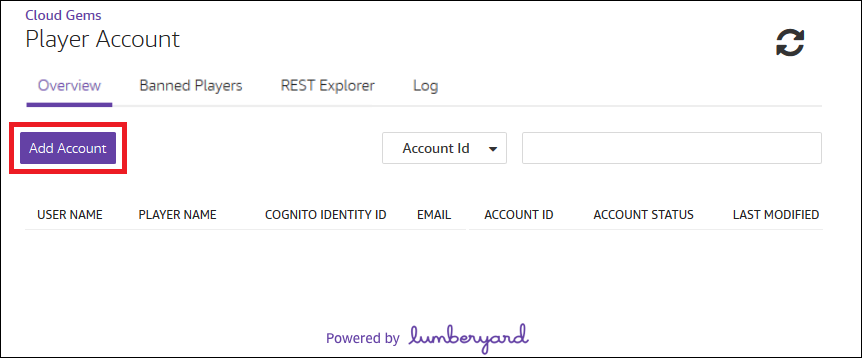 Cloud Gems
Player Account
Overview Banned Players REST Explorer Log
Add Account Account Id
USER NAME PLAYER NAME COGNITO IDENTITY ID EMAIL ACCOUNT ID ACCOUNT STATUS LAST MODIFIED
Powered by lumberyard